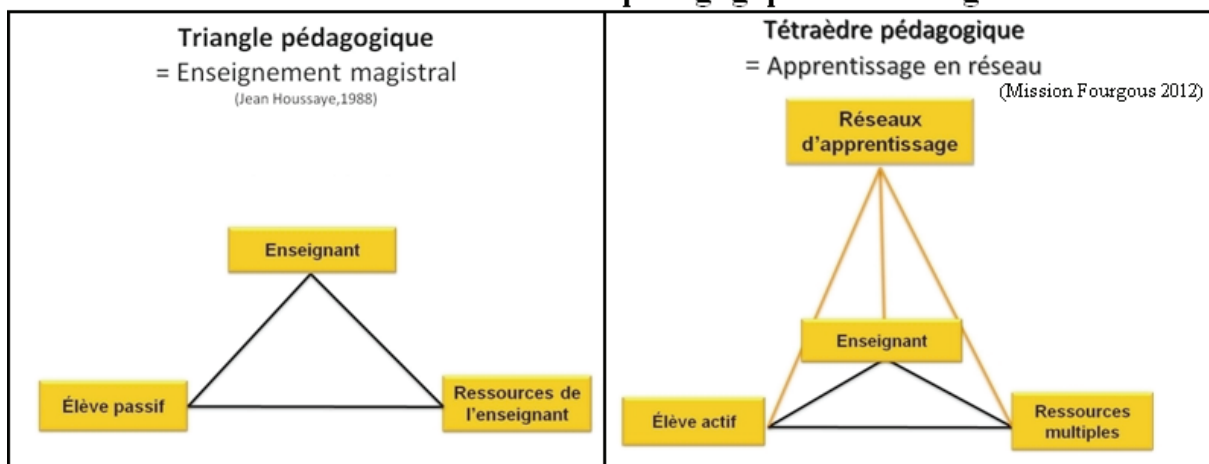 Triangle pédagogique
= Enseignement magistral
(Jean Houssaye,1988)
Enseignant
Élève passif
Ressources de
l'enseignant
Tétraèdre pédagogique
= Apprentissage en réseau
(Mission Fourgous 2012)
Réseaux
d'apprentissage
Enseignant
Élève actif
Ressources
multiples